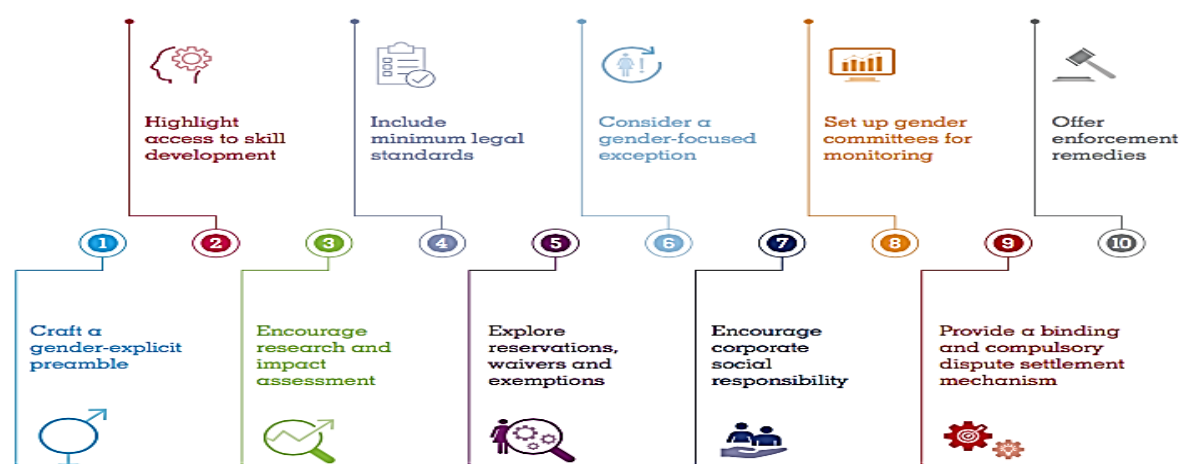 Highlight
access to skill
development
Include
minimum legal
standards
Consider a
gender-focused
exception
Set up gender
committees for
monitoring
Offer
enforcement
remedies
1
2
3
4
5
6
7
8
9
10
Craft a
gender-explicit
preamble
Encourage
research and
impact
assessment
Explore
reservations,
waivers and
exemptions
Encourage
corporate
social
responsibility
Provide a binding
and compulsory
dispute settlement
mechanism